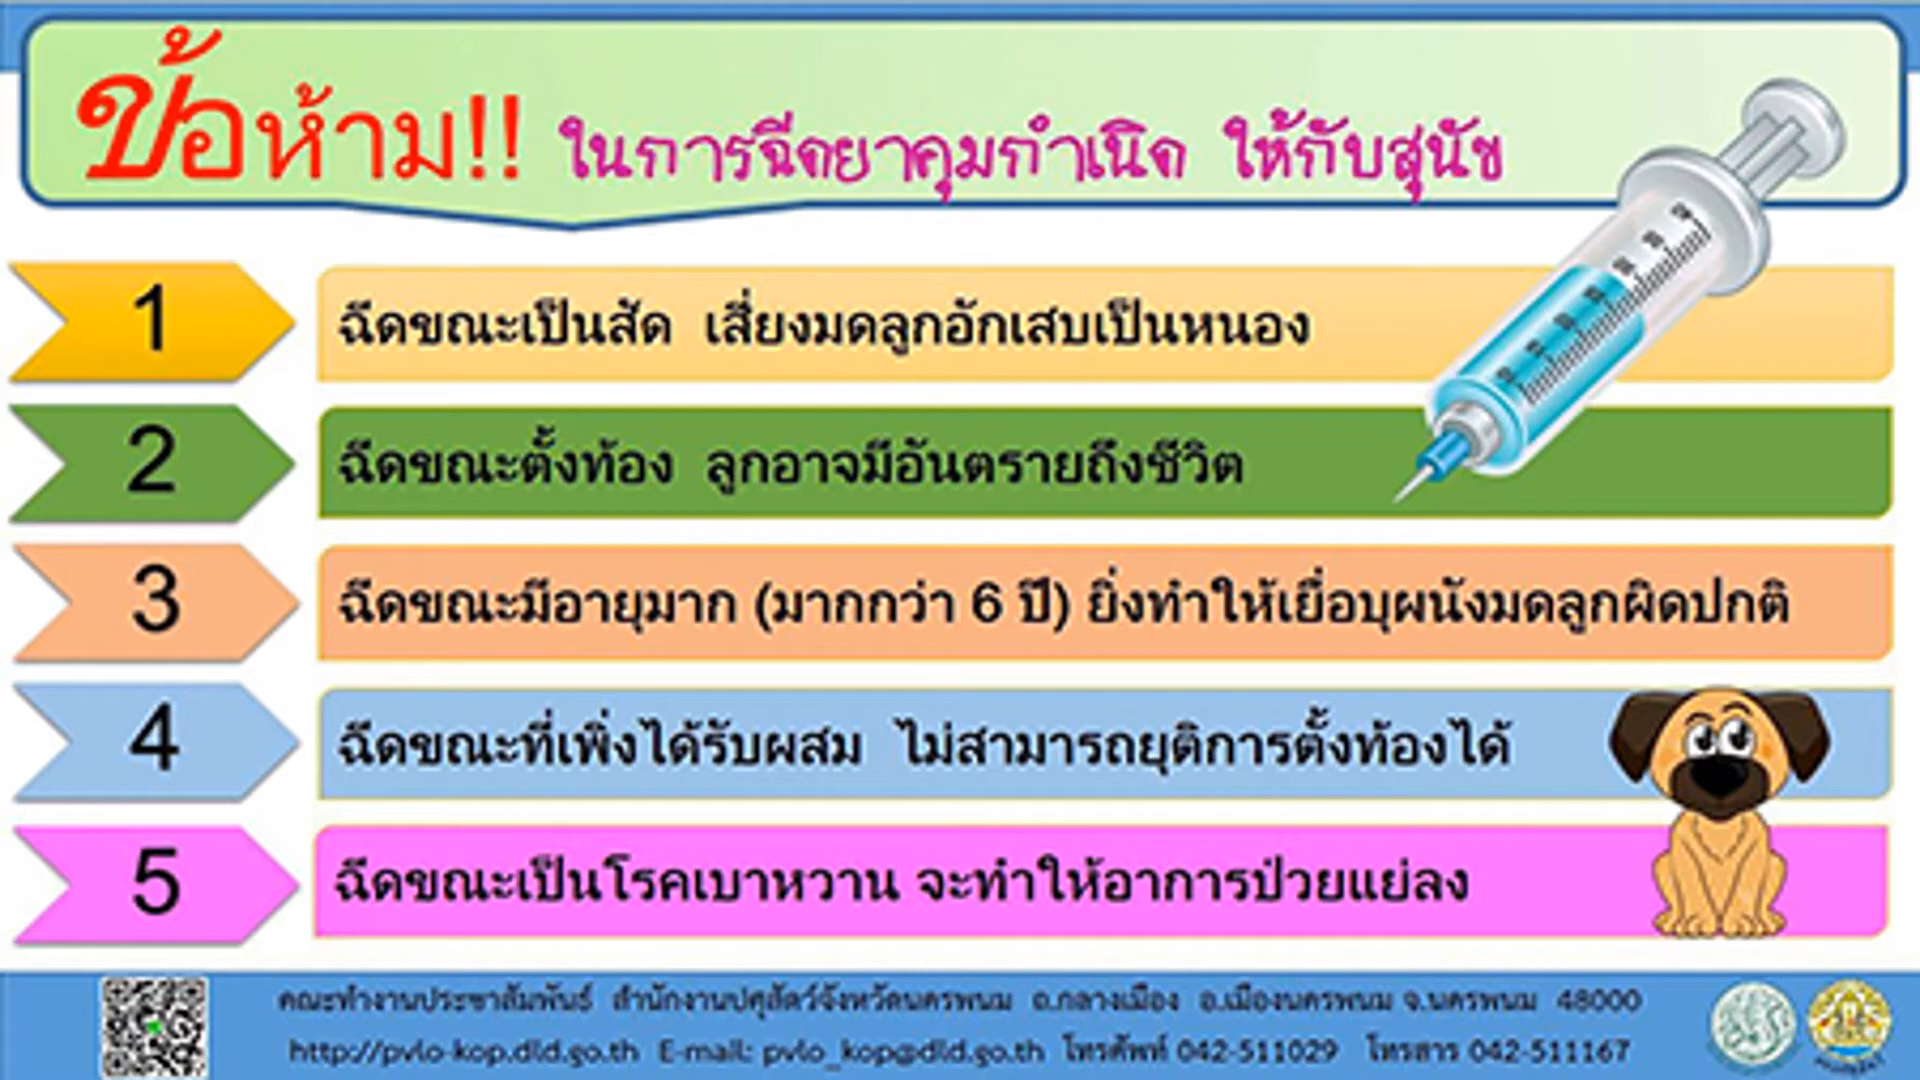 ข้อห้าม!! ในการฉีดยาคุมกำเนิด ให้กับสุนัข
1 ฉีดขณะเป็นสัด เสี่ยงมดลูกอักเสบเป็นหนอง
2 ฉีดขณะตั้งท้อง ลูกอาจมีอันตรายถึงชีวิต
3 ฉีดขณะมีอายุมาก (มากกว่า 6 ปี) ยิ่งทำให้เยื่อบุผนังมดลูกผิดปกติ
4 ฉีดขณะที่เพิ่งได้รับผสม ไม่สามารถยุติการตั้งท้องได้
5 ฉีดขณะเป็นโรคเบาหวาน จะทำให้อาการป่วยแย่ลง
คณะทำงานประชาสัมพันธ์ สำนักงานปศุสัตว์จังหวัดนครพนม ถ.กลางเมือง อ.เมืองนครพนม จ.นครพนม 48000
http://pvlo-kop.dld.go.th E-mail: pvlo_kop@dld.go.th โทรศัพท์ 042-511029 โทรสาร 042-511167